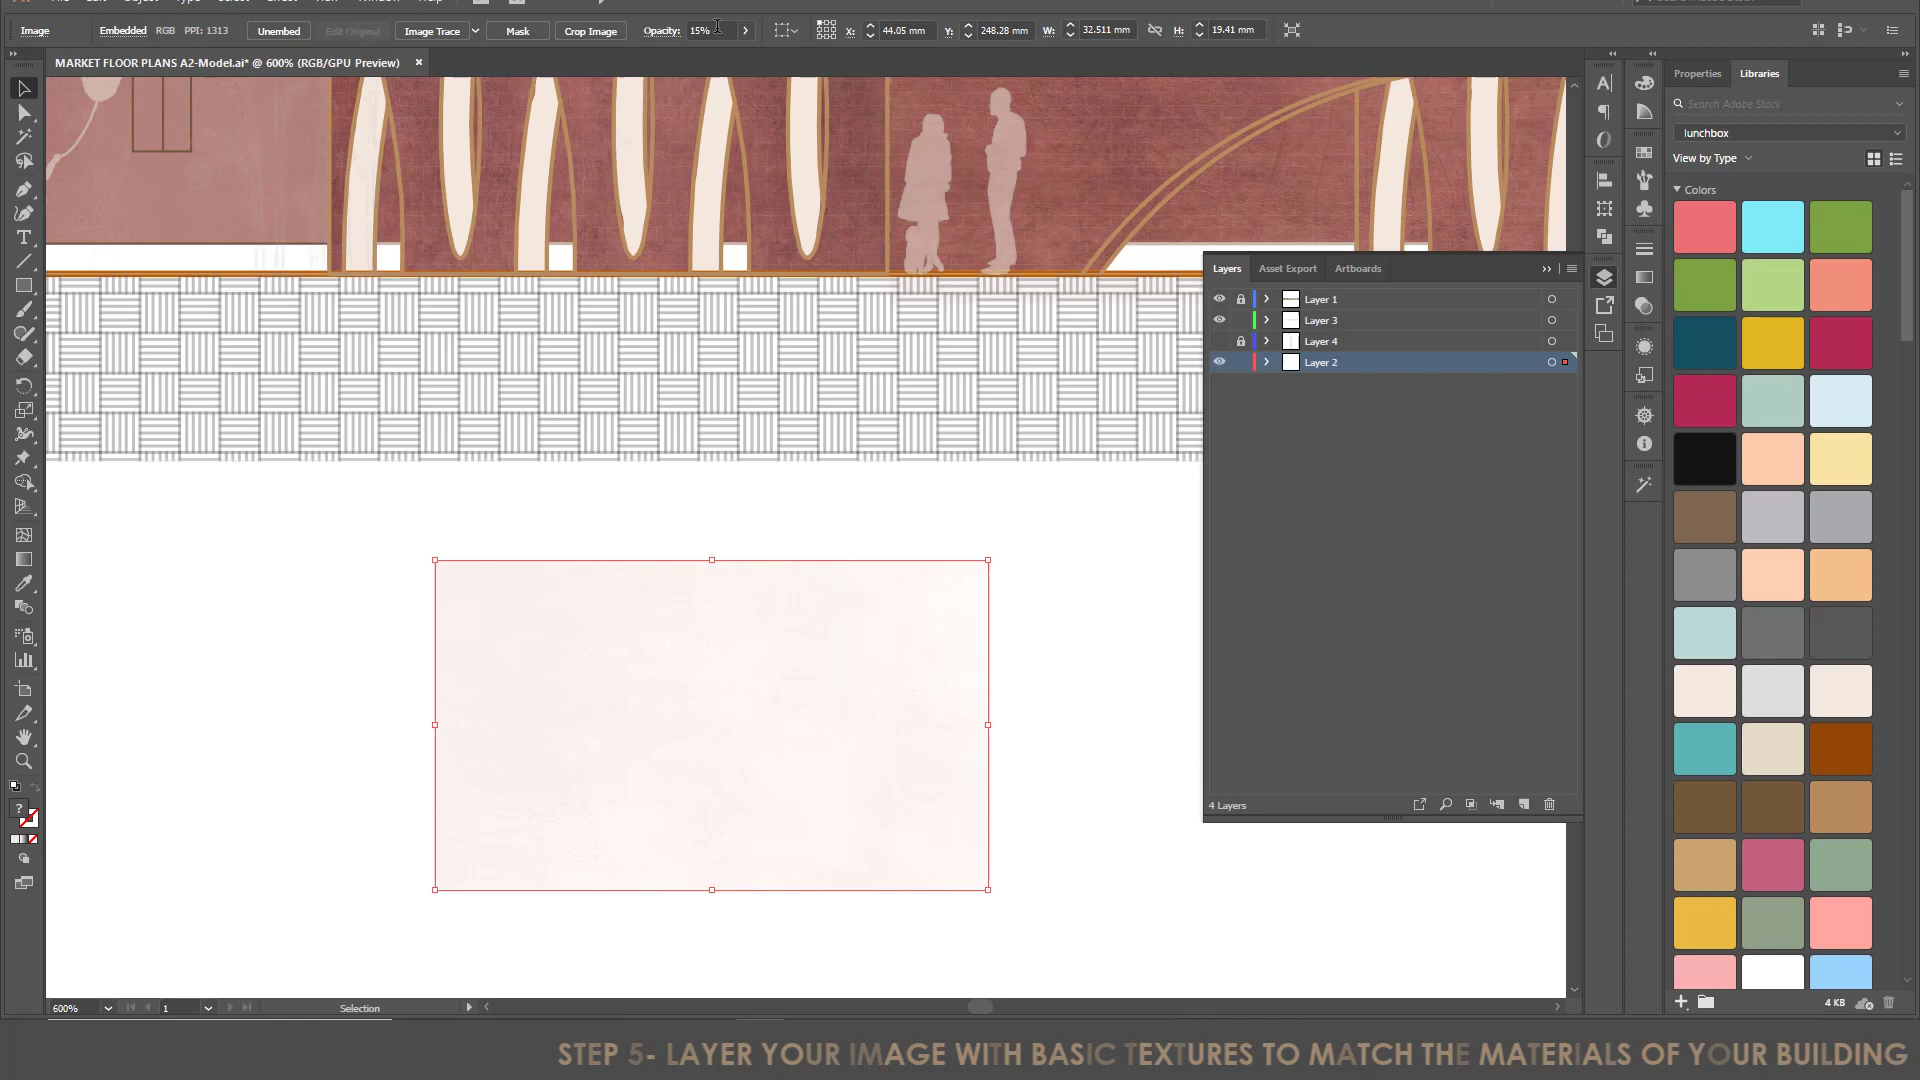 Image
Embedded RGB PPI: 1313
Unembed
Edit Original
Image Trace
Mask
Crop Image
Opacity: 15%
X: 44.05 mm
Y: 248.28 mm
W: 32.511 mm
H: 19.41 mm
MARKET FLOOR PLANS A2-Model.ai* @ 600% (RGB/GPU Preview)
Properties
Libraries
Search Adobe Stock
lunchbox
View by Type
Colors
Layers
Asset Export
Artboards
Layer 1
Layer 3
Layer 4
Layer 2
4 Layers
4 KB
600%
1
Selection
STEP 5- LAYER YOUR IMAGE WITH BASIC TEXTURES TO MATCH THE MATERIALS OF YOUR BUILDING